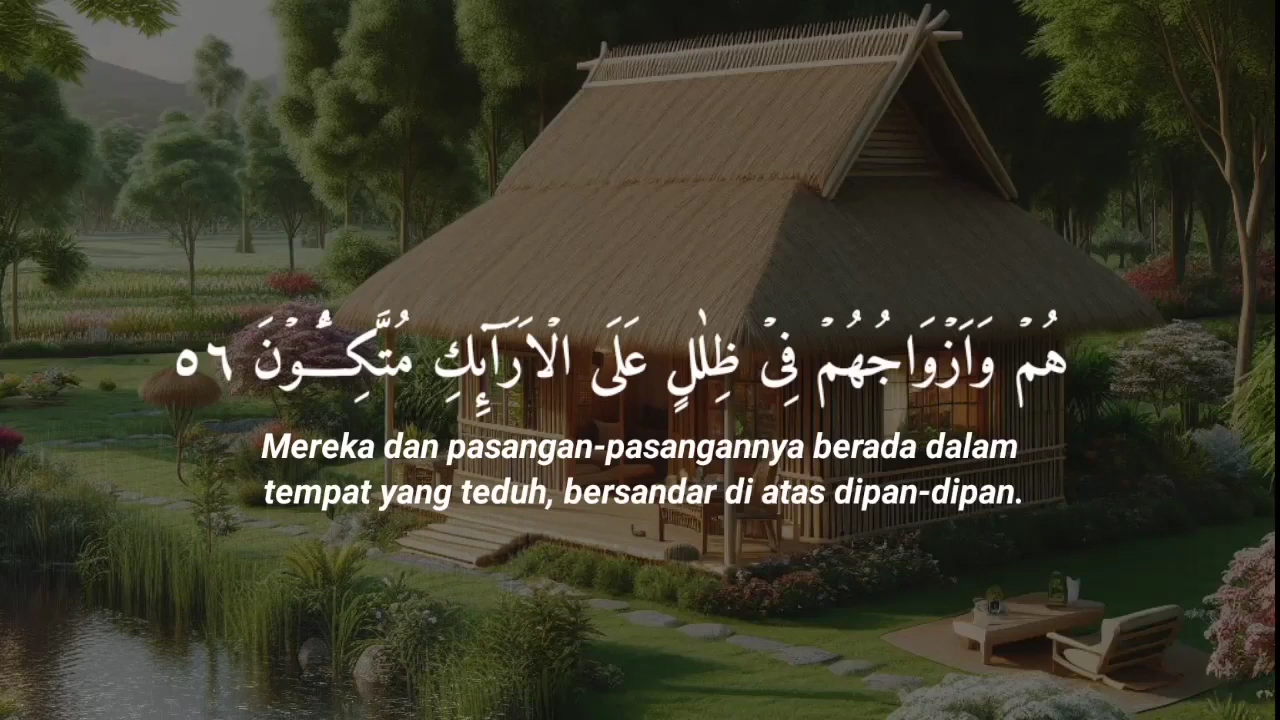 هُمْ وَاَزْوَاجُهُمْ فِيْ ظِلٰلٍ عَلَى الْاَرَاۤىِٕكِ مُتَّكِـُٔوْنَ ٥٦
Mereka dan pasangan-pasangannya berada dalam
tempat yang teduh, bersandar di atas dipan-dipan.